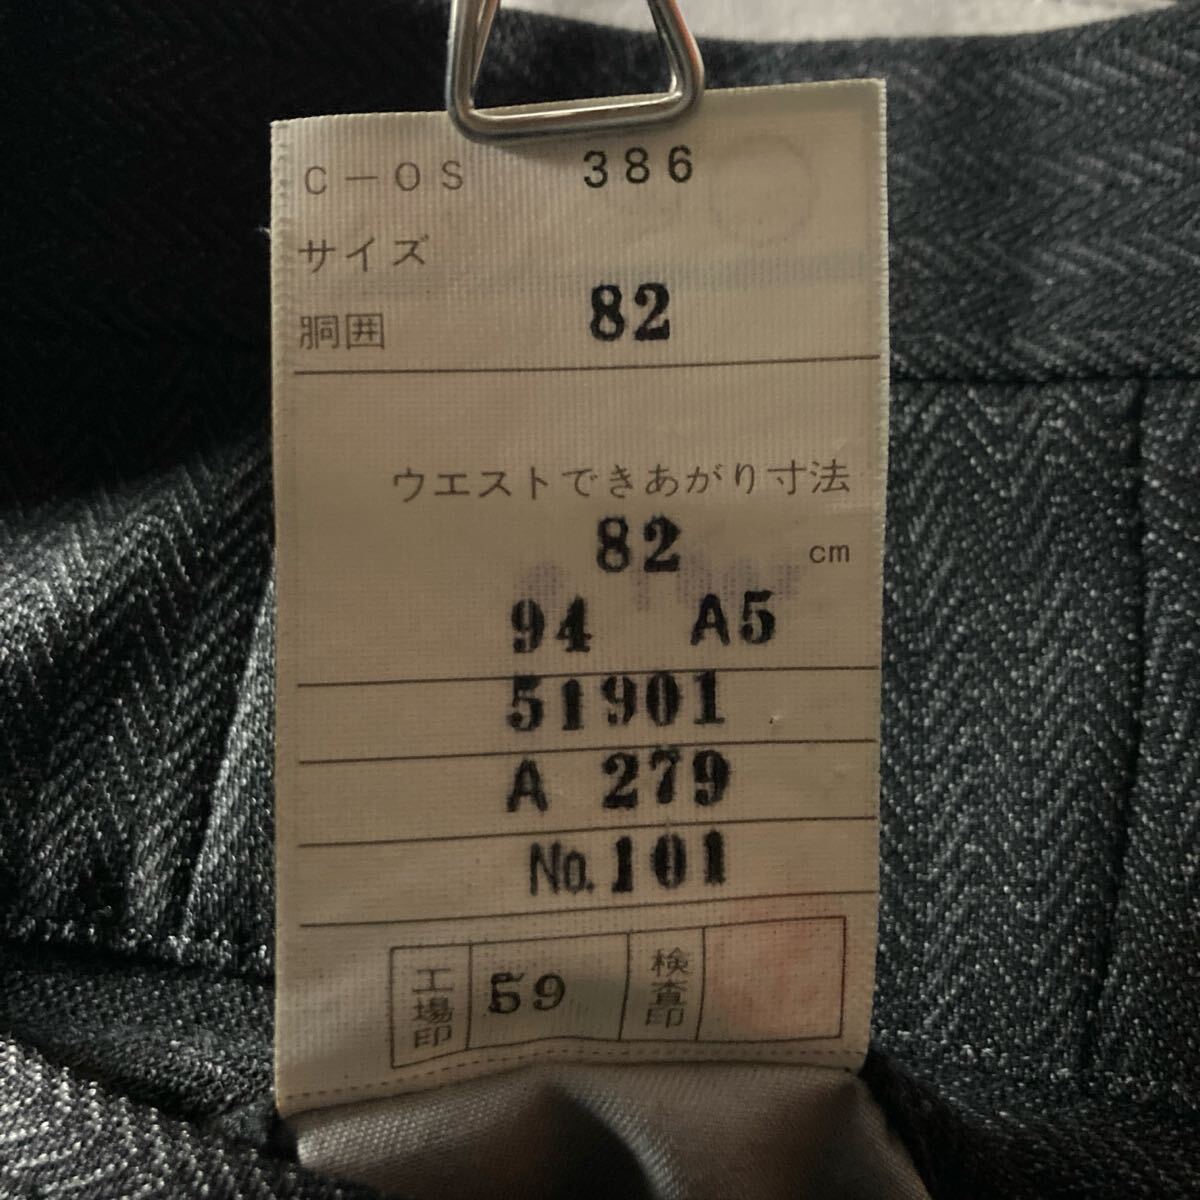 C－OS 386
サイズ
胴囲 82
ウエストできあがり寸法
82 cm
94 A5
51901
A 279
No.101
工場印 59 検査印